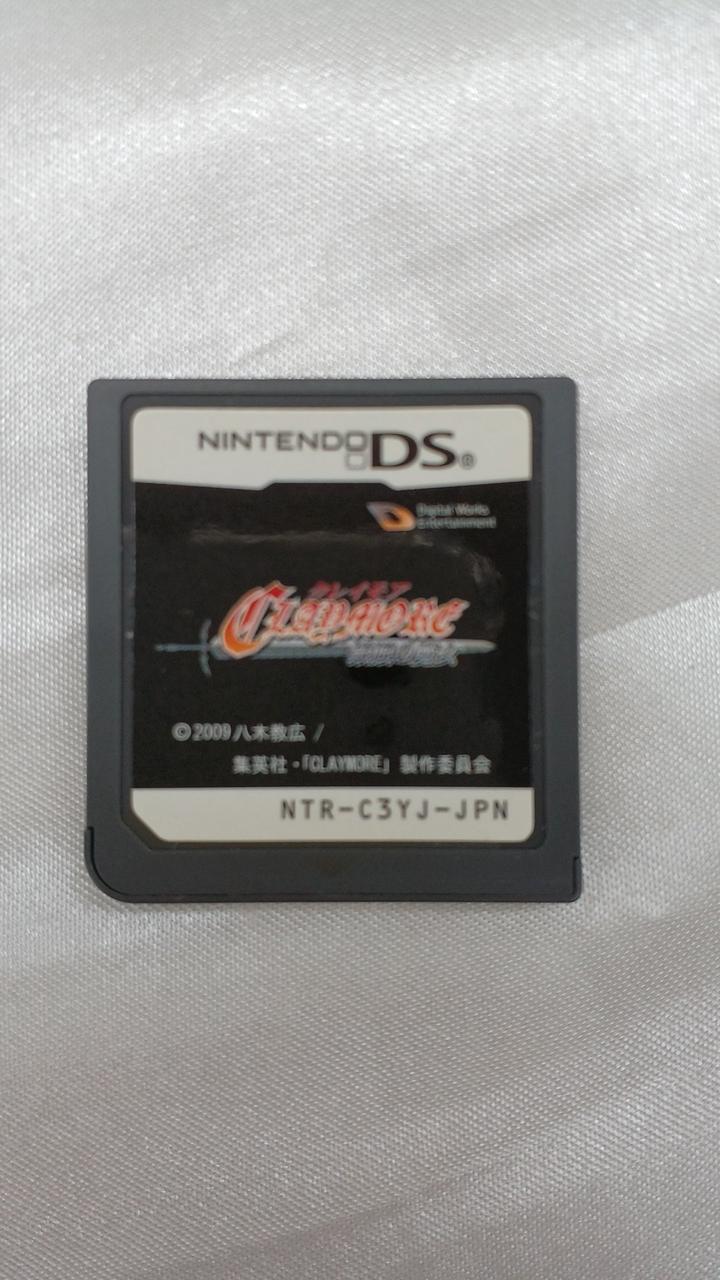 NINTENDO DS®
Digital Works
Entertainment
クレイモア
CLAYMORE
©2009 八木教広 /
集英社・「CLAYMORE」製作委員会
NTR-C3YJ-JPN